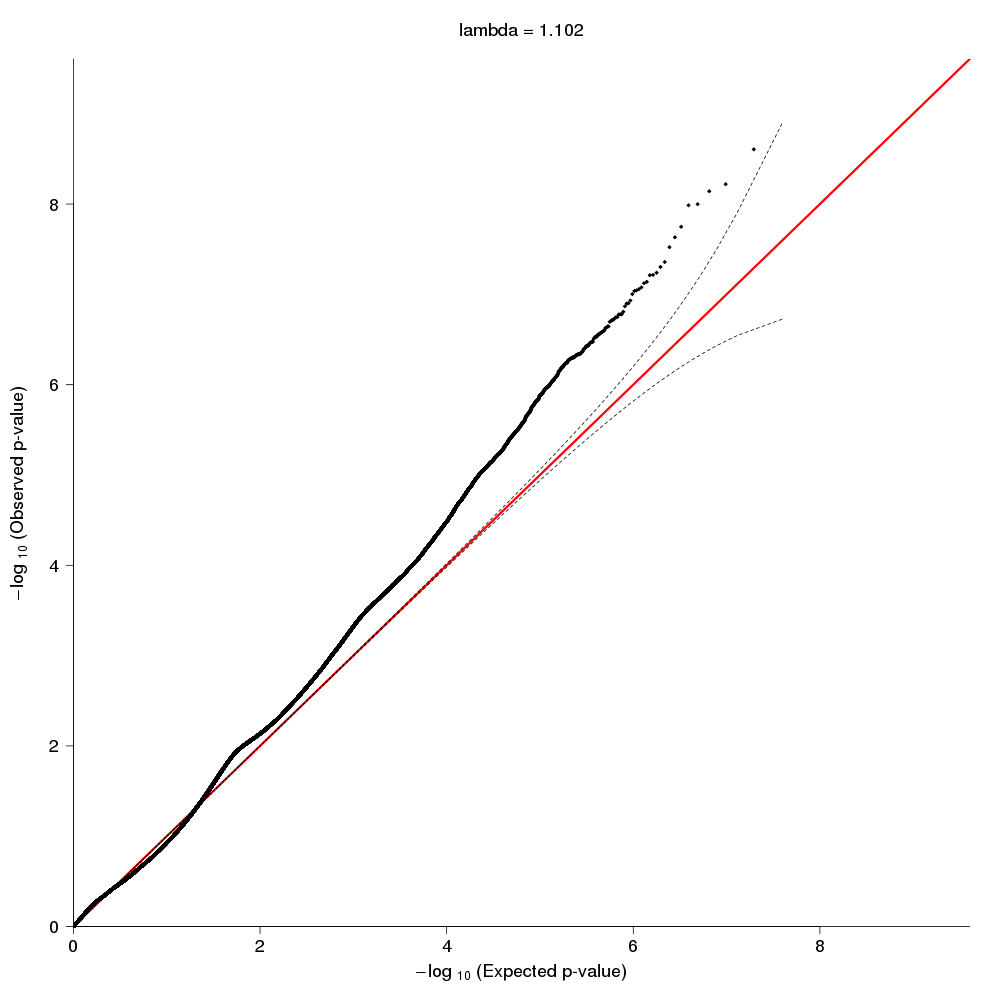 lambda = 1.102
−log 10 (Observed p-value)
8
6
4
2
0
0 2 4 6 8
−log 10 (Expected p-value)